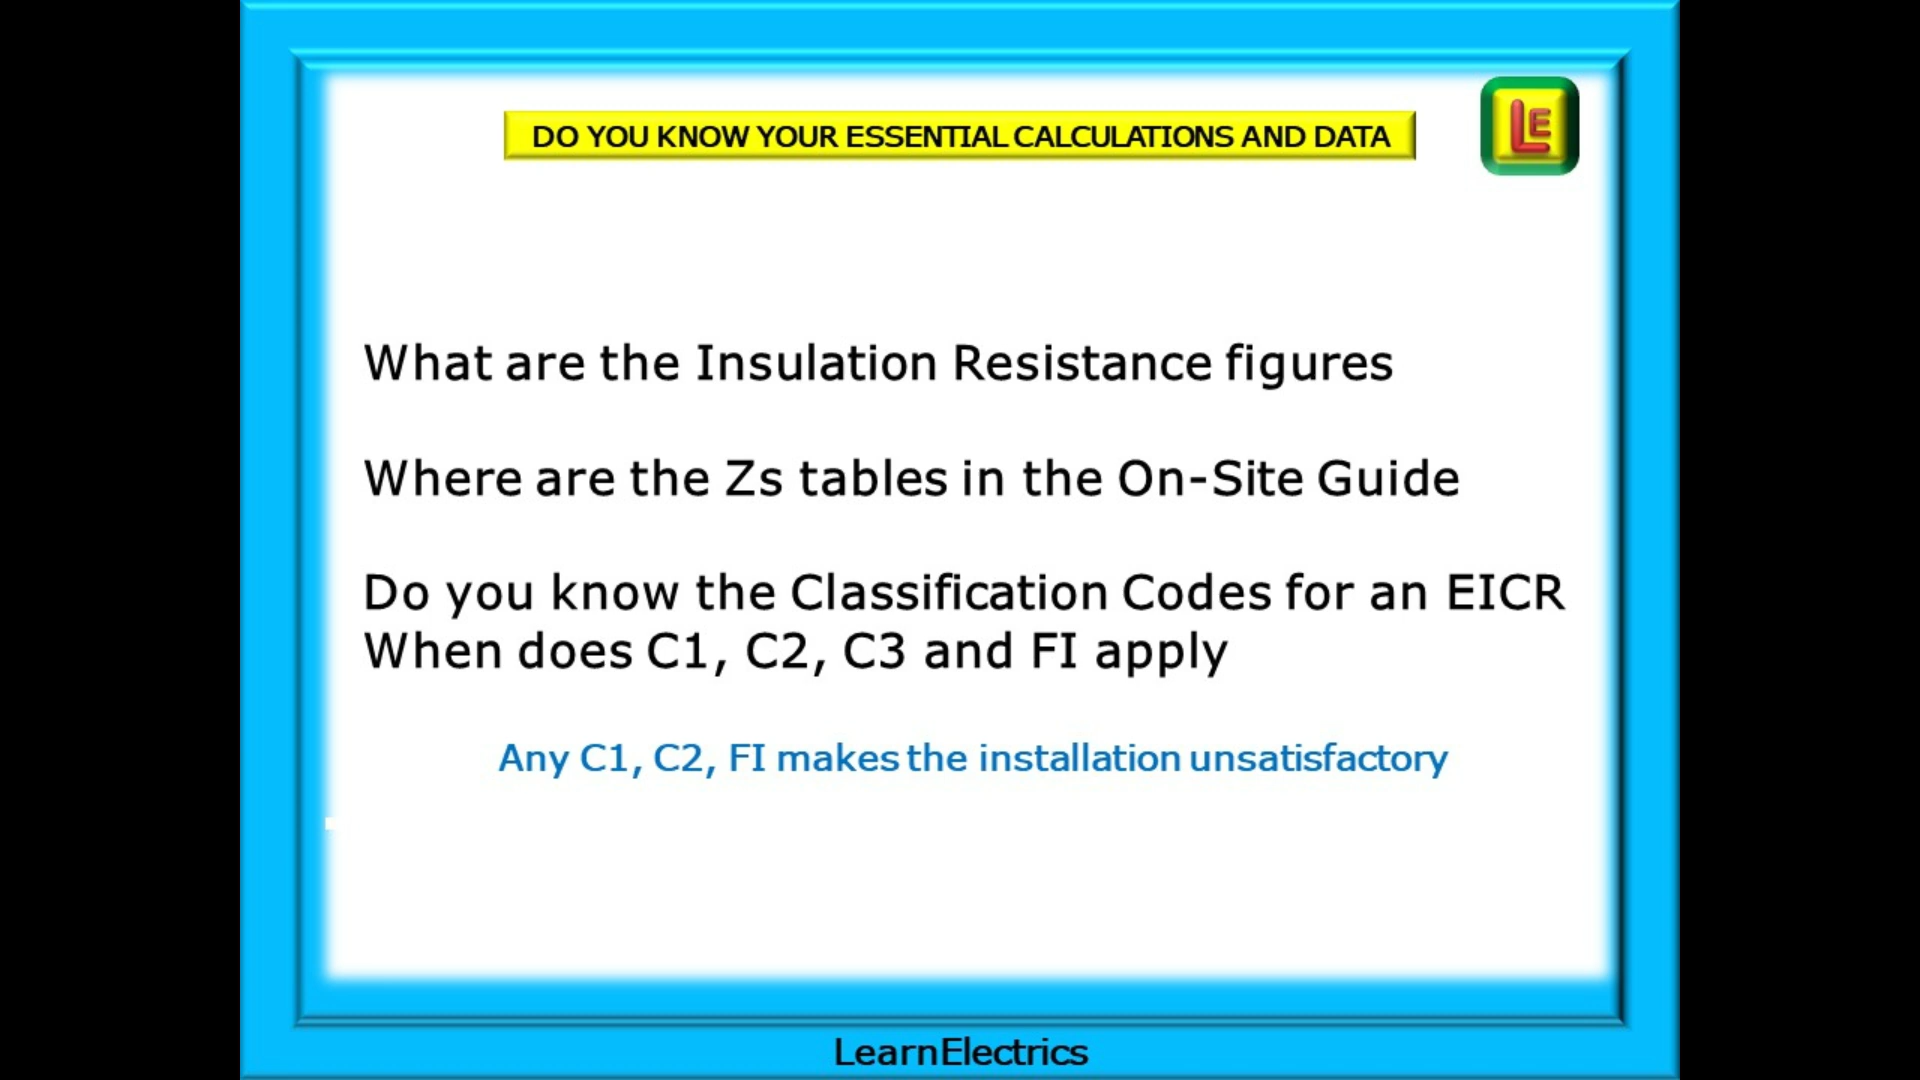 DO YOU KNOW YOUR ESSENTIAL CALCULATIONS AND DATA
LE
What are the Insulation Resistance figures
Where are the Zs tables in the On-Site Guide
Do you know the Classification Codes for an EICR
When does C1, C2, C3 and FI apply
Any C1, C2, FI makes the installation unsatisfactory
LearnElectrics